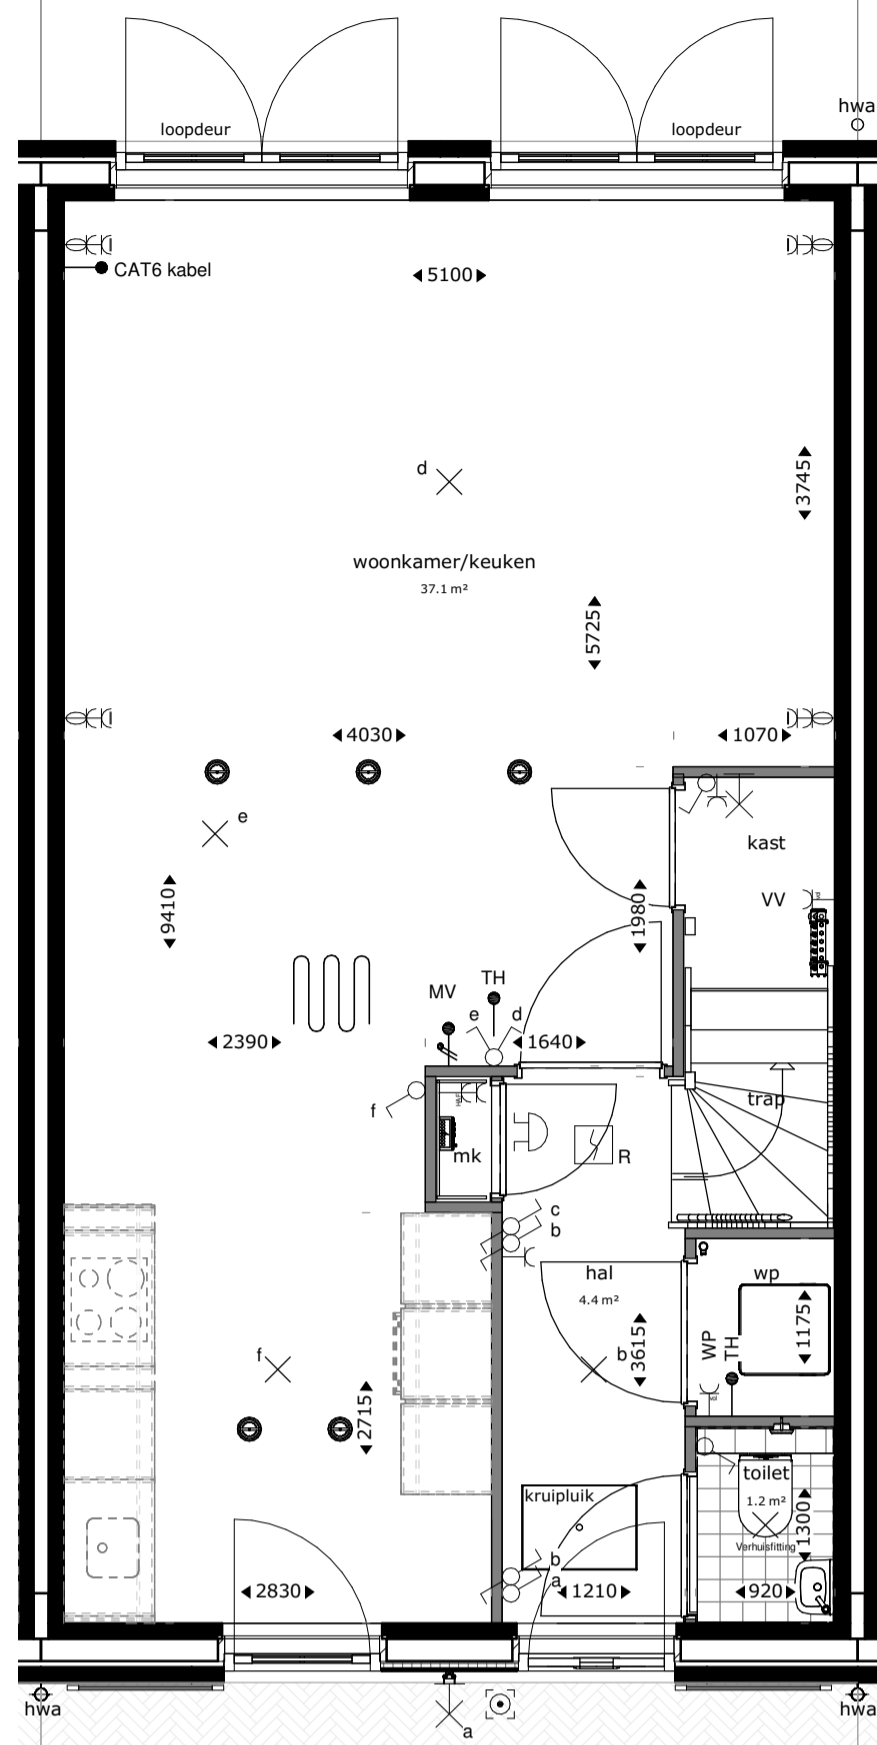 hwa
loopdeur
loopdeur
CAT6 kabel
5100
d
3745
woonkamer/keuken
37.1 m²
5725
4030
1070
e
kast
VV
9410
1980
MV
TH
e
d
2390
1640
f
trap
mk
R
c
b
hal
4.4 m²
wp
1175
WP
TH
3615
b
f
2715
toilet
1.2 m²
1300
Verhuisfitting
kruipluik
b
a
2830
1210
920
hwa
hwa
a